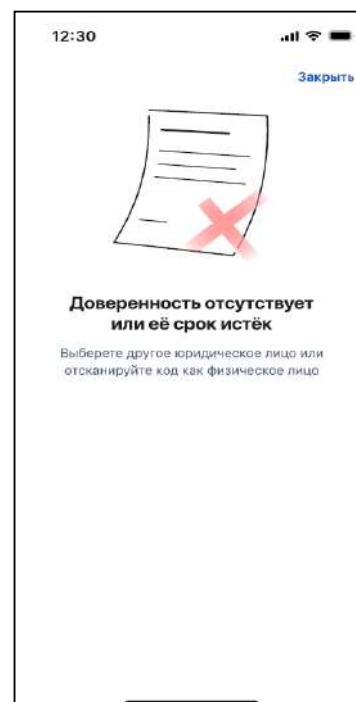 12:30
Закрыть
Доверенность отсутствует
или её срок истёк
Выберете другое юридическое лицо или
отсканируйте код как физическое лицо